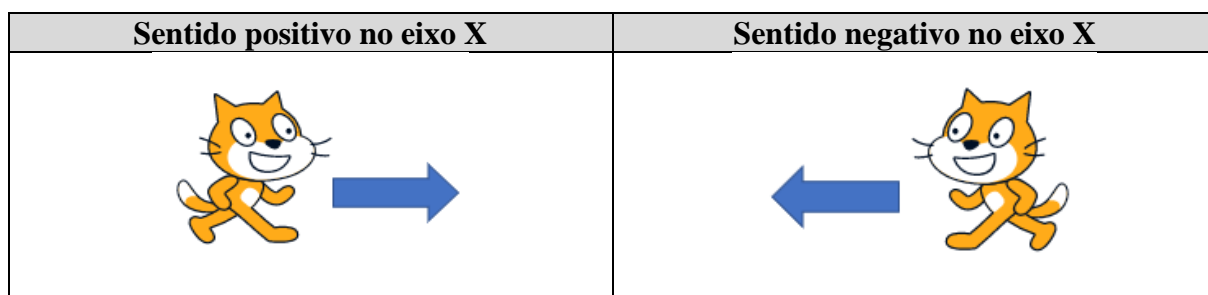 Sentido positivo no eixo X
Sentido negativo no eixo X